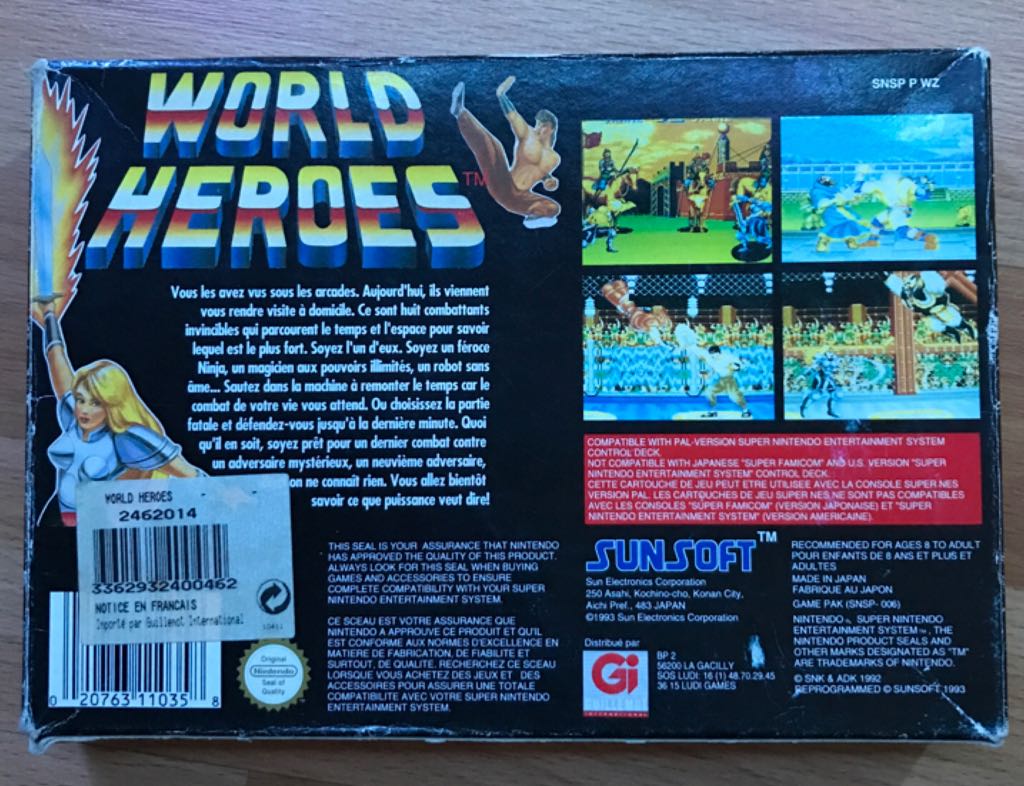 WORLD
HEROES™
SNSP P WZ
Vous les avez vus sous les arcades. Aujourd'hui, ils viennent
vous rendre visite à domicile. Ce sont huit combattants
invincibles qui parcourent le temps et l'espace pour savoir
lequel est le plus fort. Soyez l'un d'eux. Soyez un féroce
Ninja, un magicien aux pouvoirs illimités, un robot sans
âme... Sautez dans la machine à remonter le temps car le
combat de votre vie vous attend. Ou choisissez la partie
fatale et défendez-vous jusqu'à la dernière minute. Quoi
qu'il en soit, soyez prêt pour un dernier combat contre
un adversaire mystérieux, un neuvième adversaire,
on ne connait rien. Vous allez bientôt
savoir ce que puissance veut dire!
COMPATIBLE WITH PAL-VERSION SUPER NINTENDO ENTERTAINMENT SYSTEM
CONTROL DECK.
NOT COMPATIBLE WITH JAPANESE "SUPER FAMICOM" AND U.S. VERSION "SUPER
NINTENDO ENTERTAINMENT SYSTEM" CONTROL DECK.
CETTE CARTOUCHE DE JEU PEUT ETRE UTILISEE AVEC LA CONSOLE SUPER NES
VERSION PAL. LES CARTOUCHES DE JEU SUPER NES NE SONT PAS COMPATIBLES
AVEC LES CONSOLES "SUPER FAMICOM" (VERSION JAPONAISE) ET "SUPER
NINTENDO ENTERTAINMENT SYSTEM" (VERSION AMERICAINE).
WORLD HEROES
2462014
3362932400462
NOTICE EN FRANCAIS
Importé par Guillemot International
10411
0 20763 11035 8
Original
Nintendo
Seal of
Quality
THIS SEAL IS YOUR ASSURANCE THAT NINTENDO
HAS APPROVED THE QUALITY OF THIS PRODUCT.
ALWAYS LOOK FOR THIS SEAL WHEN BUYING
GAMES AND ACCESSORIES TO ENSURE
COMPLETE COMPATIBILITY WITH YOUR SUPER
NINTENDO ENTERTAINMENT SYSTEM.
CE SCEAU EST VOTRE ASSURANCE QUE
NINTENDO A APPROUVE CE PRODUIT ET QU'IL
EST CONFORME AUX NORMES D'EXCELLENCE EN
MATIERE DE FABRICATION, DE FIABILITE ET
SURTOUT, DE QUALITE. RECHERCHEZ CE SCEAU
LORSQUE VOUS ACHETEZ DES JEUX ET DES
ACCESSOIRES POUR ASSURER UNE TOTALE
COMPATIBILITE AVEC VOTRE SUPER NINTENDO
ENTERTAINMENT SYSTEM.
SUNSOFT™
Sun Electronics Corporation
250 Asahi, Kochino-cho, Konan City,
Aichi Pref., 483 JAPAN
©1993 Sun Electronics Corporation
Distribué par
Gi
INTERNATIONAL
BP 2
56200 LA GACILLY
SOS LUDI: 16 (1) 48.70.29.45
36 15 LUDI GAMES
RECOMMENDED FOR AGES 8 TO ADULT
POUR ENFANTS DE 8 ANS ET PLUS ET
ADULTES
MADE IN JAPAN
FABRIQUE AU JAPON
GAME PAK (SNSP- 006)
NINTENDO®, SUPER NINTENDO
ENTERTAINMENT SYSTEM™, THE
NINTENDO PRODUCT SEALS AND
OTHER MARKS DESIGNATED AS "TM"
ARE TRADEMARKS OF NINTENDO.
© SNK & ADK 1992
REPROGRAMMED © SUNSOFT 1993